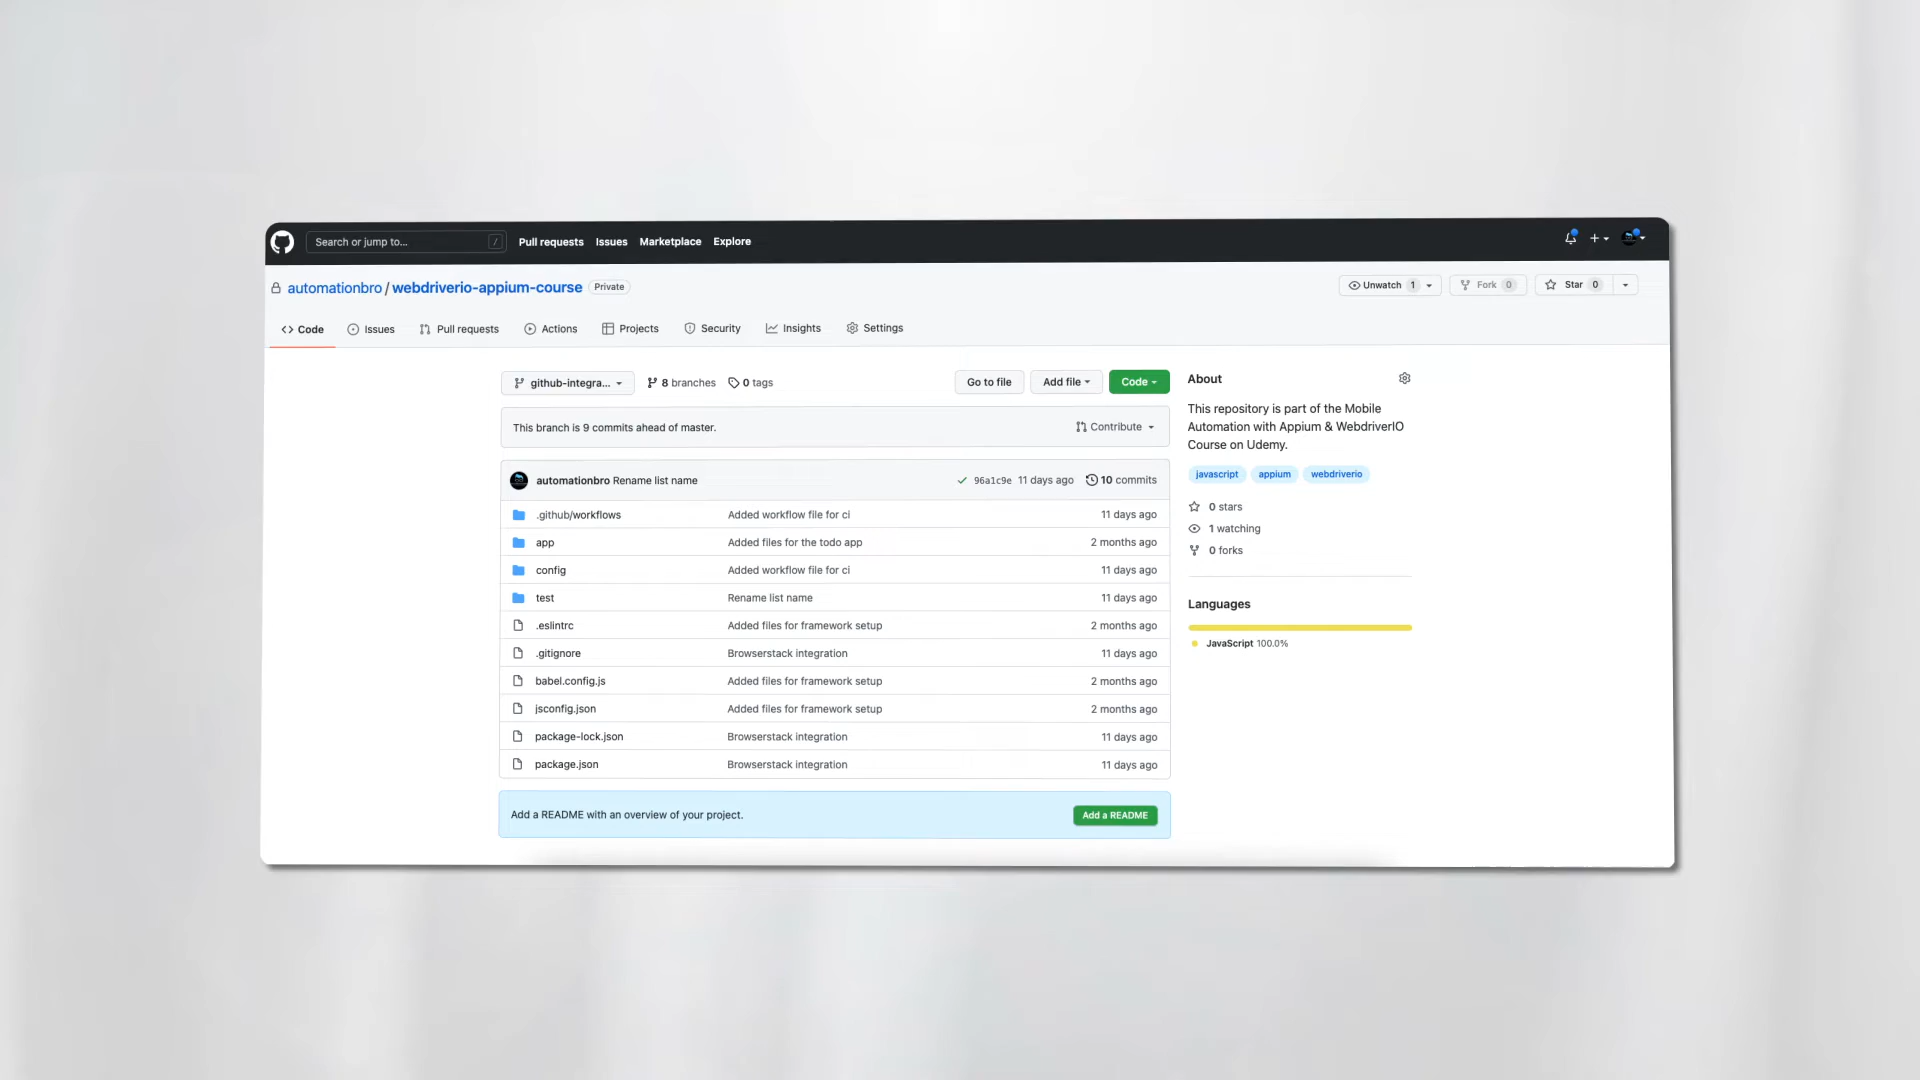 Search or jump to... /
Pull requests Issues Marketplace Explore
automationbro / webdriverio-appium-course Private
Unwatch 1 Fork 0 Star 0
Code Issues Pull requests Actions Projects Security Insights Settings
github-integra... 8 branches 0 tags Go to file Add file Code
This branch is 9 commits ahead of master. Contribute
automationbro Rename list name 96a1c9e 11 days ago 10 commits
.github/workflows Added workflow file for ci 11 days ago
app Added files for the todo app 2 months ago
config Added workflow file for ci 11 days ago
test Rename list name 11 days ago
.eslintrc Added files for framework setup 2 months ago
.gitignore Browserstack integration 11 days ago
babel.config.js Added files for framework setup 2 months ago
jsconfig.json Added files for framework setup 2 months ago
package-lock.json Browserstack integration 11 days ago
package.json Browserstack integration 11 days ago
Add a README with an overview of your project. Add a README
About
This repository is part of the Mobile
Automation with Appium & WebdriverIO
Course on Udemy.
javascript appium webdriverio
0 stars
1 watching
0 forks
Languages
JavaScript 100.0%